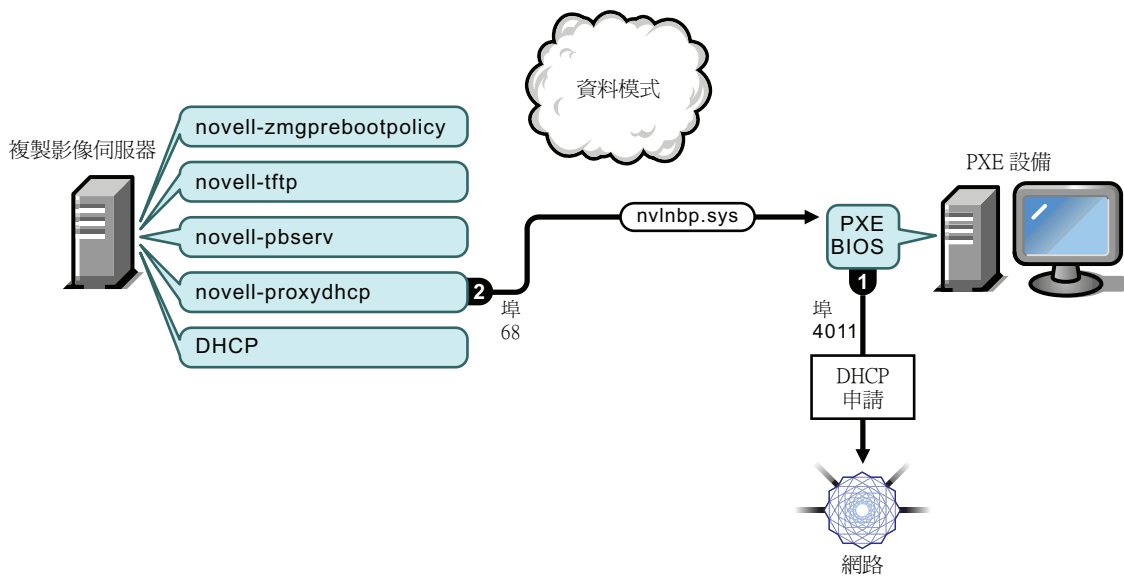 資料模式
複製影像伺服器
novell-zmgprebootpolicy
novell-tftp
novell-pbserv
novell-proxydhcp
DHCP
2
埠
68
nvlnbp.sys
PXE 設備
PXE
BIOS
1
埠
4011
DHCP
申請
網路